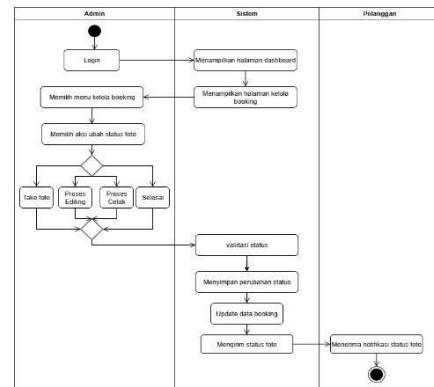 Admin
Sistem
Pelanggan
Login
Menampilkan halaman dashboard
Memilih menu kelola booking
Menampilkan halaman kelola
booking
Memilih aksi ubah status foto
Take foto
Proses
Editing
Proses
Cetak
Selesai
validasi status
Menyimpan perubahan status
Update data booking
Mengirim status foto
Menerima notifikasi status foto